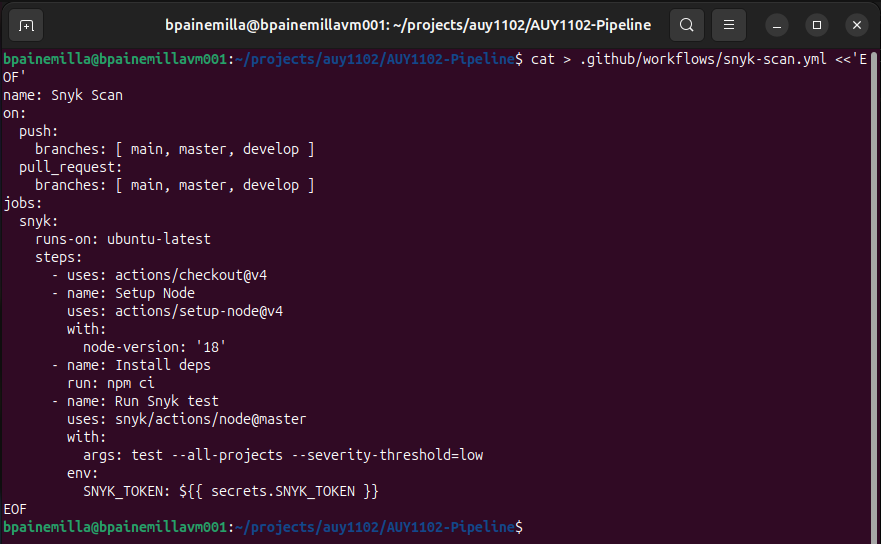 bpainemilla@bpainemillavm001: ~/projects/auy1102/AUY1102-Pipeline
bpainemilla@bpainemillavm001:~/projects/auy1102/AUY1102-Pipeline$ cat > .github/workflows/snyk-scan.yml <<'E
OF'
name: Snyk Scan
on:
  push:
    branches: [ main, master, develop ]
  pull_request:
    branches: [ main, master, develop ]
jobs:
  snyk:
    runs-on: ubuntu-latest
    steps:
      - uses: actions/checkout@v4
      - name: Setup Node
        uses: actions/setup-node@v4
        with:
          node-version: '18'
      - name: Install deps
        run: npm ci
      - name: Run Snyk test
        uses: snyk/actions/node@master
        with:
          args: test --all-projects --severity-threshold=low
        env:
          SNYK_TOKEN: ${{ secrets.SNYK_TOKEN }}
EOF
bpainemilla@bpainemillavm001:~/projects/auy1102/AUY1102-Pipeline$